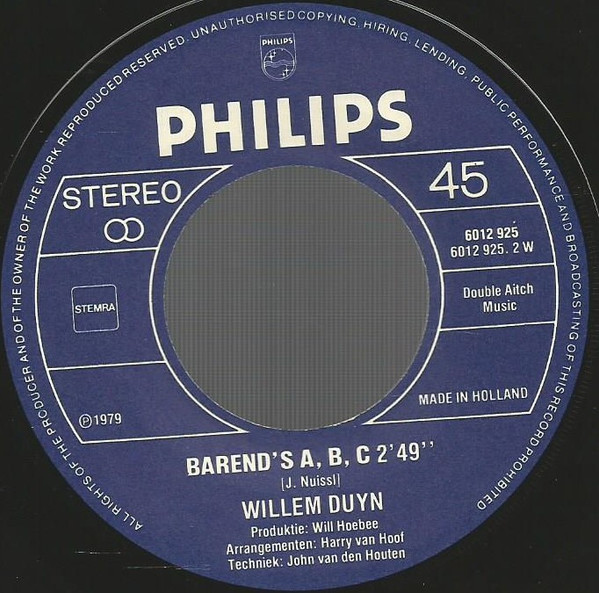 ALL RIGHTS OF THE PRODUCER AND OF THE OWNER OF THE WORK REPRODUCED RESERVED. UNAUTHORISED COPYING, HIRING, LENDING, PUBLIC PERFORMANCE AND BROADCASTING OF THIS RECORD PROHIBITED
PHILIPS
PHILIPS
STEREO
45
6012 925
6012 925. 2 W
STEMRA
Double Aitch
Music
MADE IN HOLLAND
Ⓟ 1979
BAREND'S A, B, C 2'49''
(J. Nuissl)
WILLEM DUYN
Produktie: Will Hoebee
Arrangementen: Harry van Hoof
Techniek: John van den Houten